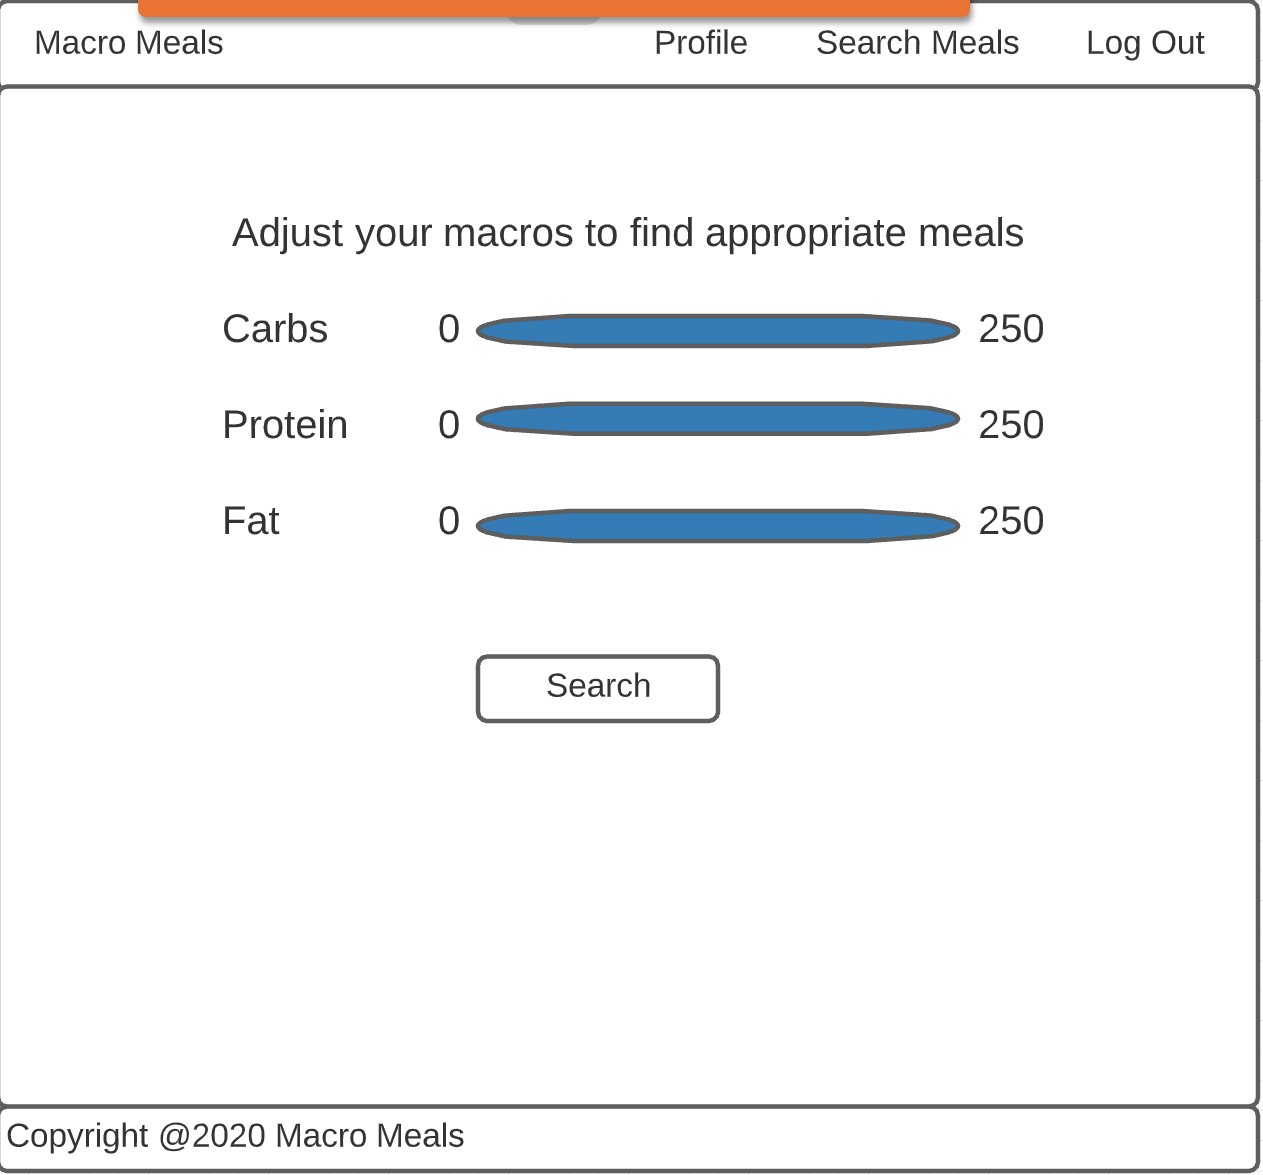 Macro Meals Profile Search Meals Log Out
Adjust your macros to find appropriate meals
Carbs 0 250
Protein 0 250
Fat 0 250
Search
Copyright @2020 Macro Meals